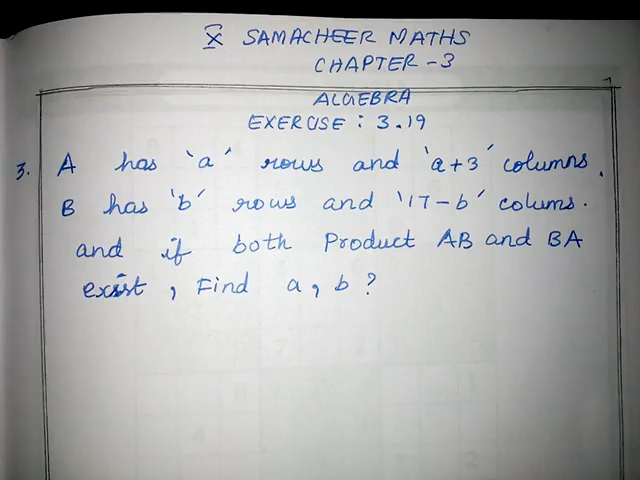 X SAMACHEER MATHS
CHAPTER - 3
ALGEBRA
EXERCISE : 3.19
3. A has 'a' rows and 'a+3' columns.
B has 'b' rows and '17-b' colums.
and if both Product AB and BA
exist, Find a, b ?